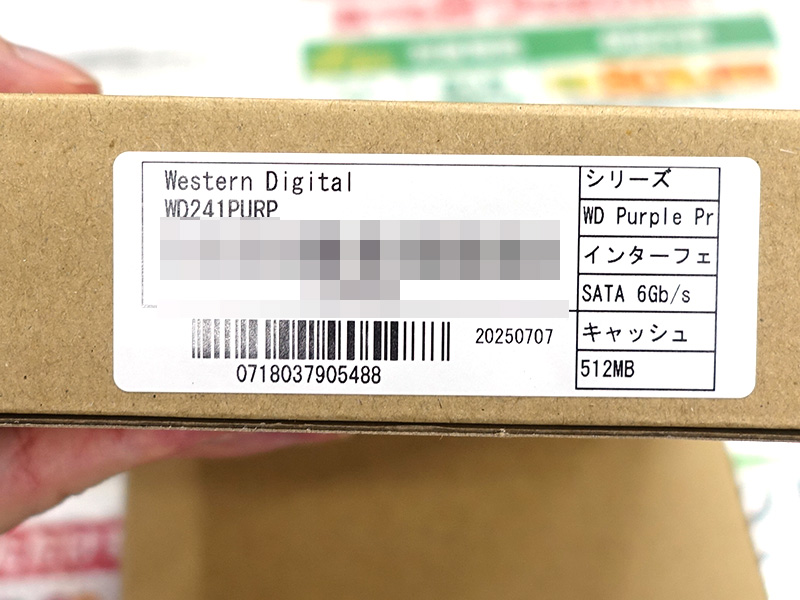 Western Digital
WD241PURP
0718037905488
20250707
シリーズ
WD Purple Pr
インターフェ
SATA 6Gb/s
キャッシュ
512MB